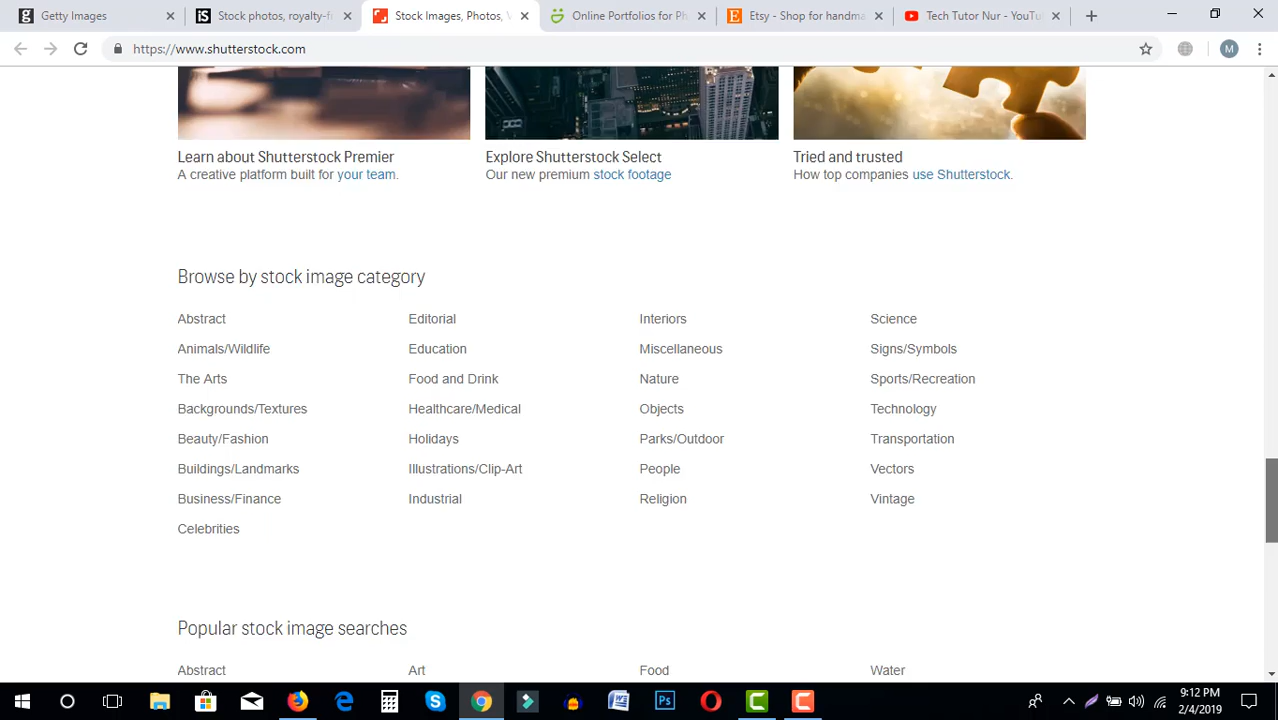 Getty Images
Stock photos, royalty-f
Stock Images, Photos, V
Online Portfolios for Ph
Etsy - Shop for handma
Tech Tutor Nur - YouTu
https://www.shutterstock.com
M
Learn about Shutterstock Premier
A creative platform built for your team.
Explore Shutterstock Select
Our new premium stock footage
Tried and trusted
How top companies use Shutterstock.
Browse by stock image category
Abstract Editorial Interiors Science
Animals/Wildlife Education Miscellaneous Signs/Symbols
The Arts Food and Drink Nature Sports/Recreation
Backgrounds/Textures Healthcare/Medical Objects Technology
Beauty/Fashion Holidays Parks/Outdoor Transportation
Buildings/Landmarks Illustrations/Clip-Art People Vectors
Business/Finance Industrial Religion Vintage
Celebrities
Popular stock image searches
Abstract Art Food Water
9:12 PM
2/4/2019